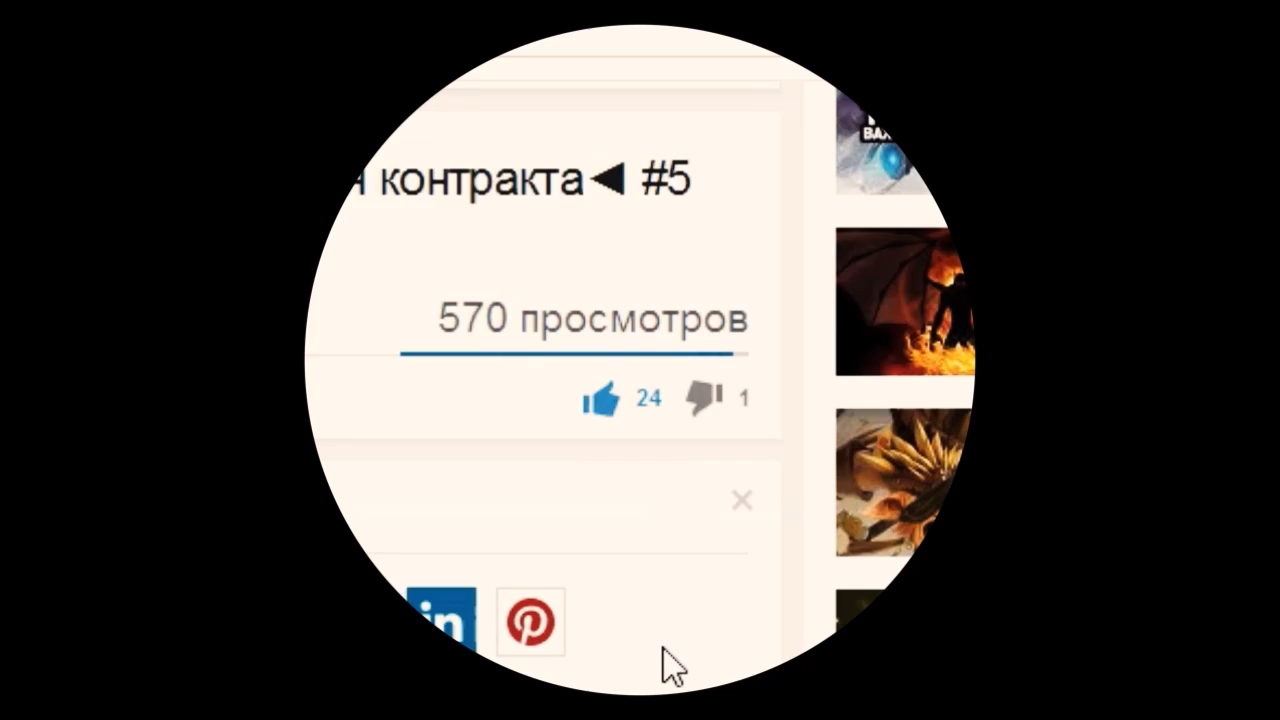 контракта◄ #5
570 просмотров
24 1
in